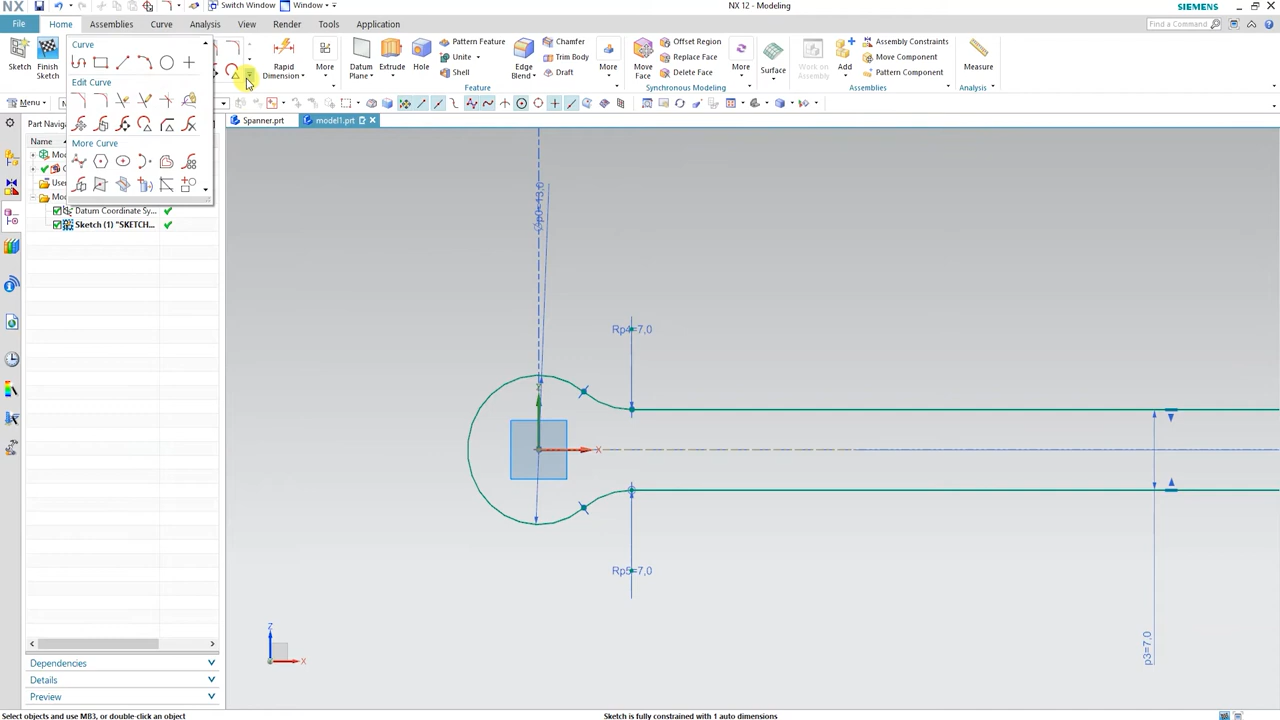 NX
Switch Window
Window
NX 12 - Modeling
SIEMENS
File
Home
Assemblies
Curve
Analysis
View
Render
Tools
Application
Find a Command
Sketch
Finish Sketch
Curve
Edit Curve
More Curve
Rapid Dimension
More
Datum Plane
Extrude
Hole
Pattern Feature
Unite
Shell
Edge Blend
Chamfer
Trim Body
Draft
More
Feature
Move Face
Offset Region
Replace Face
Delete Face
More
Synchronous Modeling
Surface
Work on Assembly
Add
Assembly Constraints
Move Component
Pattern Component
Assemblies
Measure
Analysis
Menu
Part Navig
Name
Spanner.prt
model1.prt
Datum Coordinate Sy...
Sketch (1) "SKETCH...
Rp4=7,0
Rp5=7,0
p3=7,0
Øp0=13,0
X
Z
X
Dependencies
Details
Preview
Select objects and use MB3, or double-click an object
Sketch is fully constrained with 1 auto dimensions